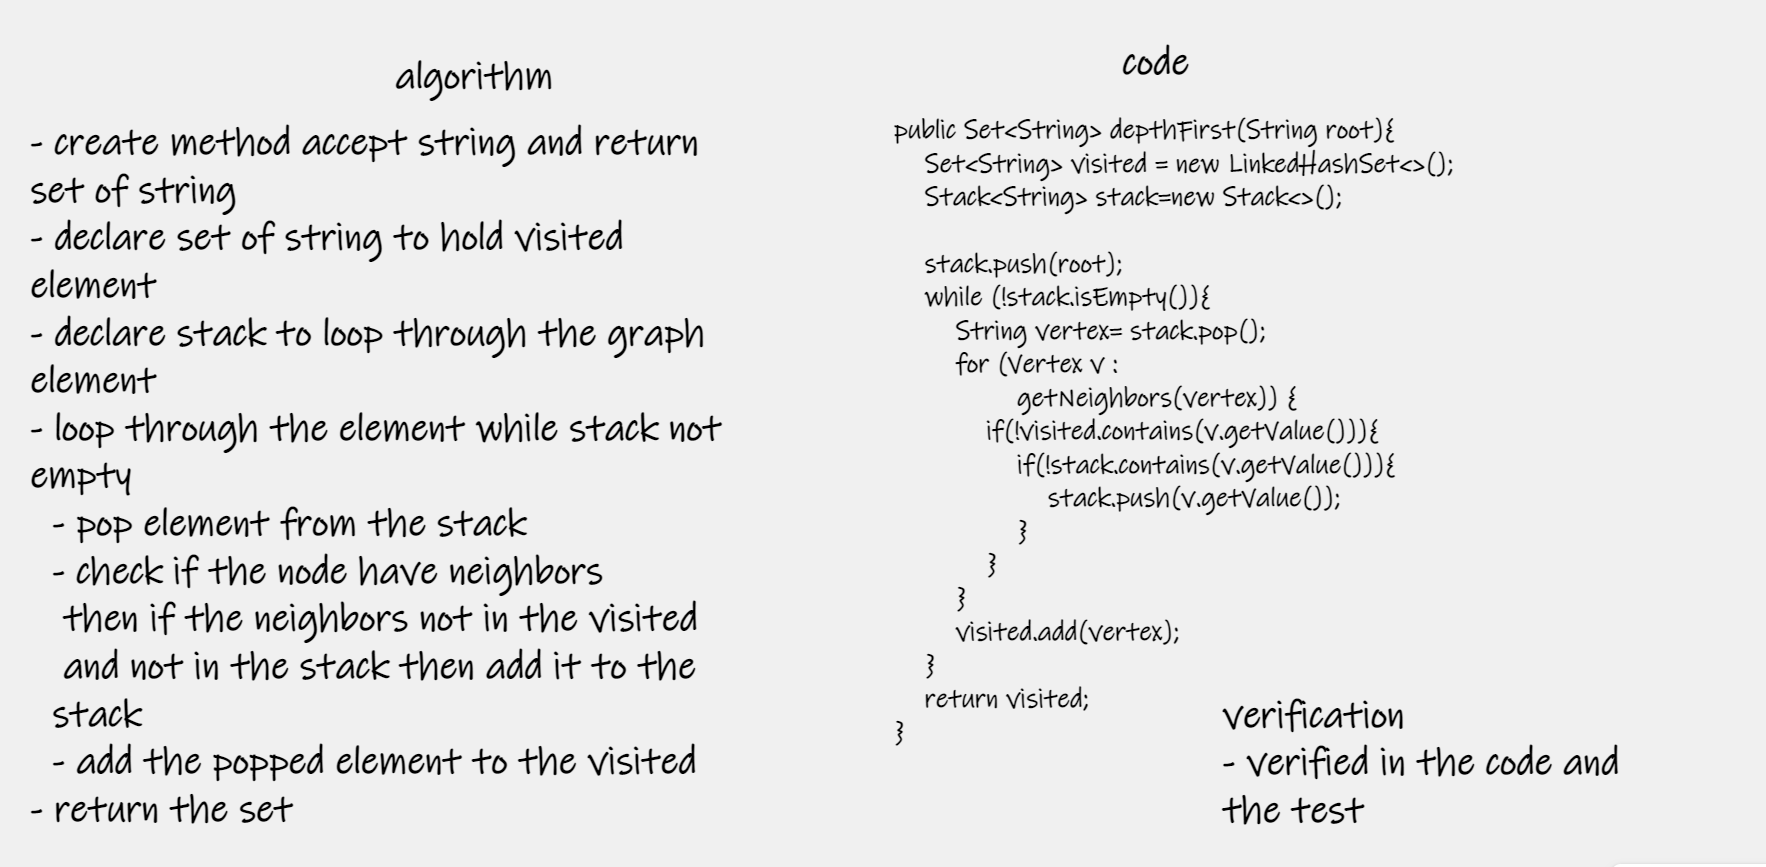 algorithm
- create method accept string and return
set of string
- declare set of string to hold visited
element
- declare stack to loop through the graph
element
- loop through the element while stack not
empty
- pop element from the stack
- check if the node have neighbors
then if the neighbors not in the visited
and not in the stack then add it to the
stack
- add the popped element to the visited
- return the set
code
public Set<String> depthFirst(String root){
Set<String> visited = new LinkedHashSet<>();
Stack<String> stack=new Stack<>();
stack.push(root);
while (!stack.isEmpty()){
String vertex= stack.pop();
for (Vertex v :
getNeighbors(vertex)) {
if(!visited.contains(v.getValue())){
if(!stack.contains(v.getValue())){
stack.push(v.getValue());
}
}
}
visited.add(vertex);
}
return visited;
}
verification
- verified in the code and
the test